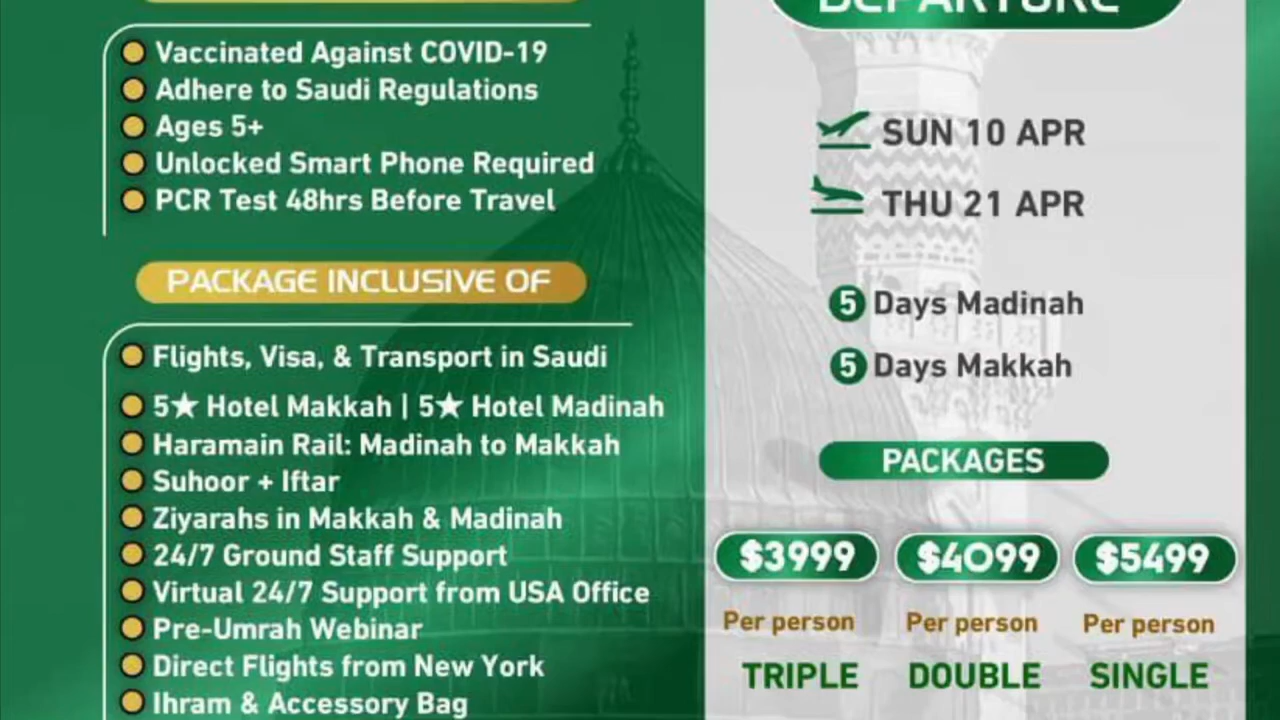 Vaccinated Against COVID-19
Adhere to Saudi Regulations
Ages 5+
Unlocked Smart Phone Required
PCR Test 48hrs Before Travel
PACKAGE INCLUSIVE OF
Flights, Visa, & Transport in Saudi
5★ Hotel Makkah | 5★ Hotel Madinah
Haramain Rail: Madinah to Makkah
Suhoor + Iftar
Ziyarahs in Makkah & Madinah
24/7 Ground Staff Support
Virtual 24/7 Support from USA Office
Pre-Umrah Webinar
Direct Flights from New York
Ihram & Accessory Bag
DEPARTURE
SUN 10 APR
THU 21 APR
5 Days Madinah
5 Days Makkah
PACKAGES
$3999 $4099 $5499
Per person Per person Per person
TRIPLE DOUBLE SINGLE